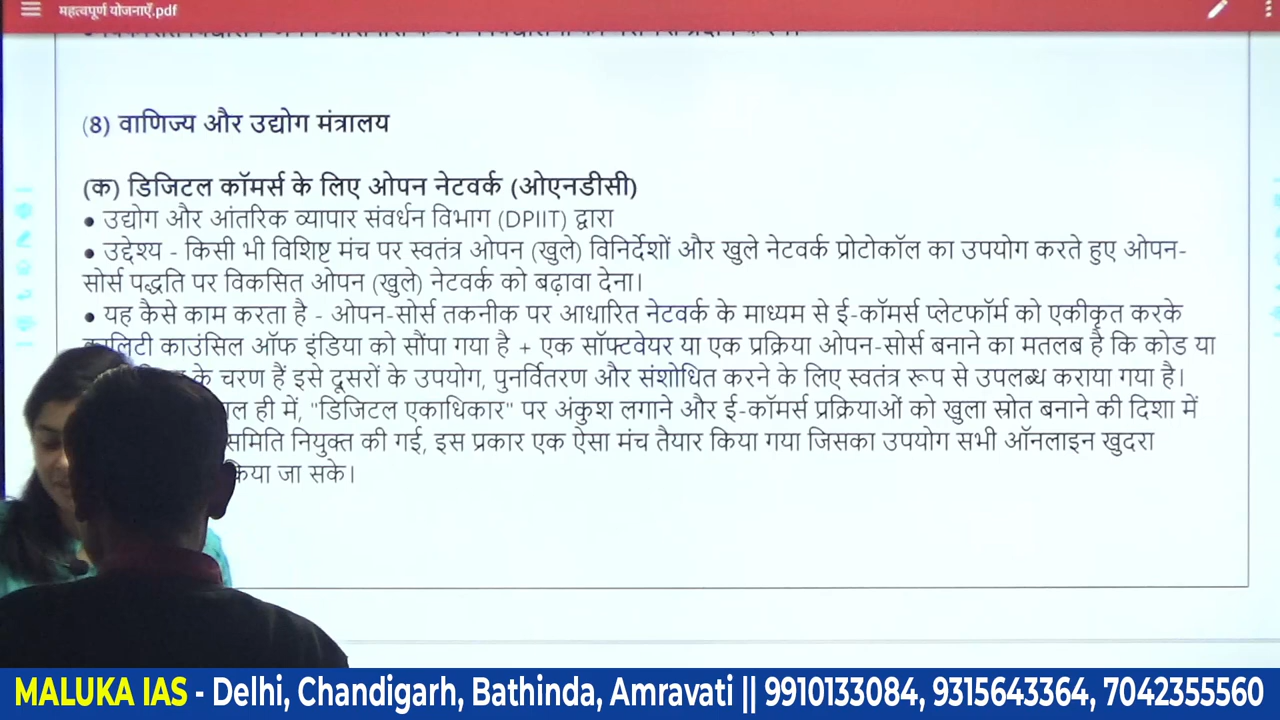 महत्वपूर्ण योजनाएँ.pdf
(8) वाणिज्य और उद्योग मंत्रालय
(क) डिजिटल कॉमर्स के लिए ओपन नेटवर्क (ओएनडीसी)
• उद्योग और आंतरिक व्यापार संवर्धन विभाग (DPIIT) द्वारा
• उद्देश्य - किसी भी विशिष्ट मंच पर स्वतंत्र ओपन (खुले) विनिर्देशों और खुले नेटवर्क प्रोटोकॉल का उपयोग करते हुए ओपन-
सोर्स पद्धति पर विकसित ओपन (खुले) नेटवर्क को बढ़ावा देना।
• यह कैसे काम करता है - ओपन-सोर्स तकनीक पर आधारित नेटवर्क के माध्यम से ई-कॉमर्स प्लेटफॉर्म को एकीकृत करके
काउंसिल ऑफ इंडिया को सौंपा गया है + एक सॉफ्टवेयर या एक प्रक्रिया ओपन-सोर्स बनाने का मतलब है कि कोड या
के चरण हैं इसे दूसरों के उपयोग, पुनर्वितरण और संशोधित करने के लिए स्वतंत्र रूप से उपलब्ध कराया गया है।
ही में, "डिजिटल एकाधिकार" पर अंकुश लगाने और ई-कॉमर्स प्रक्रियाओं को खुला स्रोत बनाने की दिशा में
समिति नियुक्त की गई, इस प्रकार एक ऐसा मंच तैयार किया गया जिसका उपयोग सभी ऑनलाइन खुदरा
किया जा सके।
MALUKA IAS - Delhi, Chandigarh, Bathinda, Amravati || 9910133084, 9315643364, 7042355560